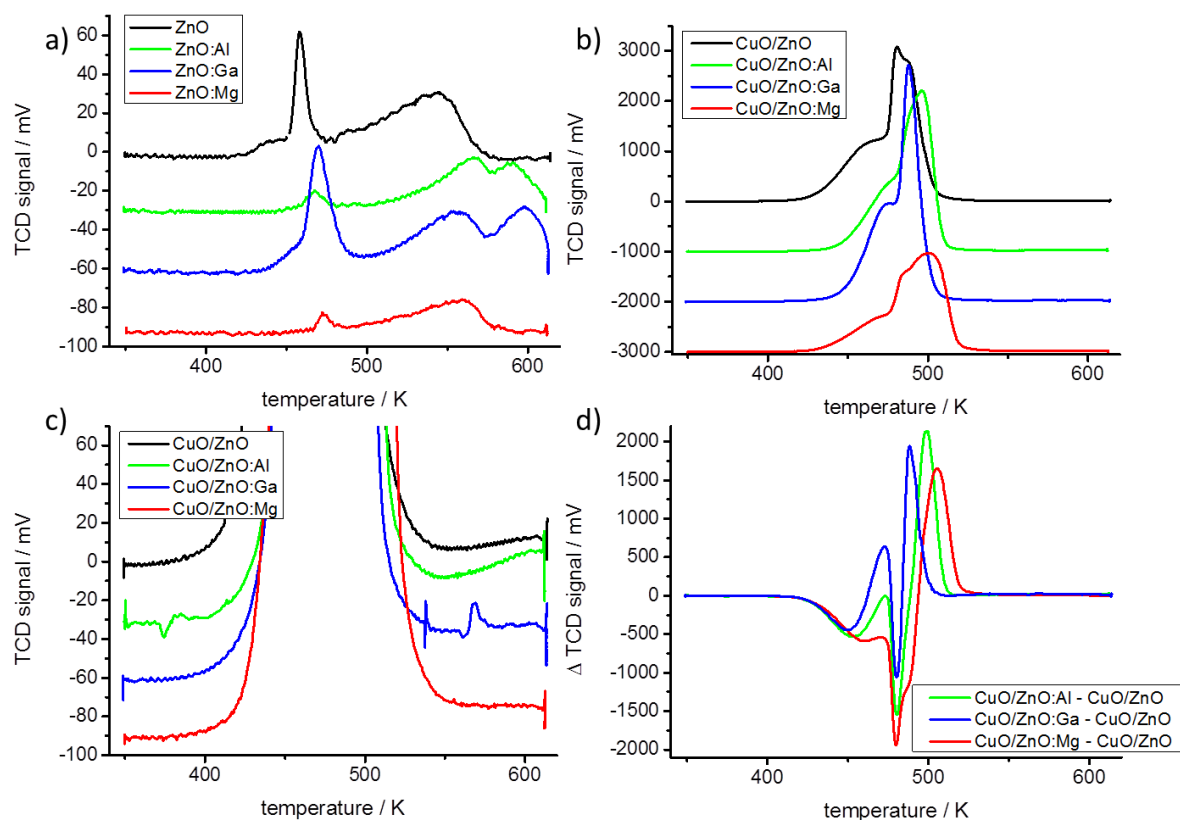 a)
ZnO
ZnO:Al
ZnO:Ga
ZnO:Mg
60
40
20
0
-20
-40
-60
-80
-100
TCD signal / mV
400
500
600
temperature / K
b)
CuO/ZnO
CuO/ZnO:Al
CuO/ZnO:Ga
CuO/ZnO:Mg
3000
2000
1000
0
-1000
-2000
-3000
TCD signal / mV
400
500
600
temperature / K
c)
CuO/ZnO
CuO/ZnO:Al
CuO/ZnO:Ga
CuO/ZnO:Mg
60
40
20
0
-20
-40
-60
-80
-100
TCD signal / mV
400
500
600
temperature / K
d)
2000
1500
1000
500
0
-500
-1000
-1500
-2000
Δ TCD signal / mV
CuO/ZnO:Al - CuO/ZnO
CuO/ZnO:Ga - CuO/ZnO
CuO/ZnO:Mg - CuO/ZnO
400
500
600
temperature / K